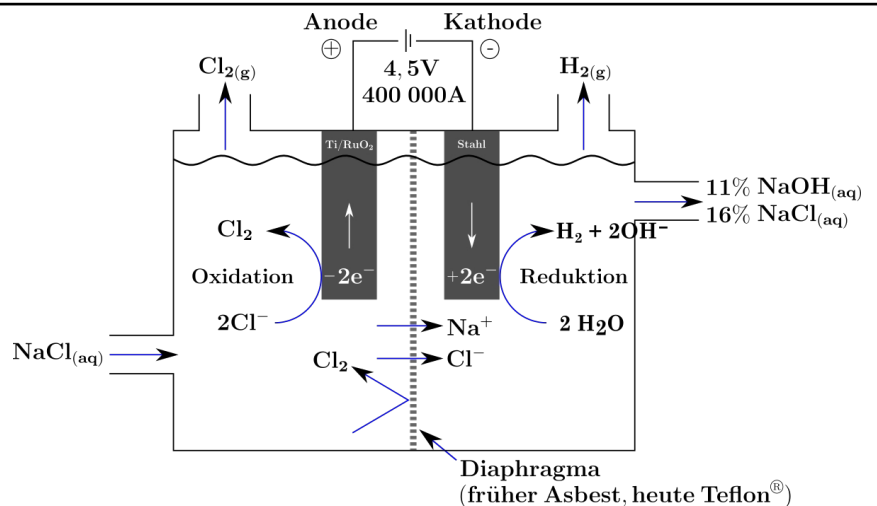 Anode
Kathode
⊕
⊖
4, 5V
400 000A
Cl₂₍g₎
H₂₍g₎
Ti/RuO₂
Stahl
11% NaOH(aq)
16% NaCl(aq)
Cl₂
H₂ + 2OH⁻
Oxidation
−2e⁻
+2e⁻
Reduktion
2Cl⁻
2 H₂O
Na⁺
NaCl(aq)
Cl₂
Cl⁻
Diaphragma
(früher Asbest, heute Teflon®)